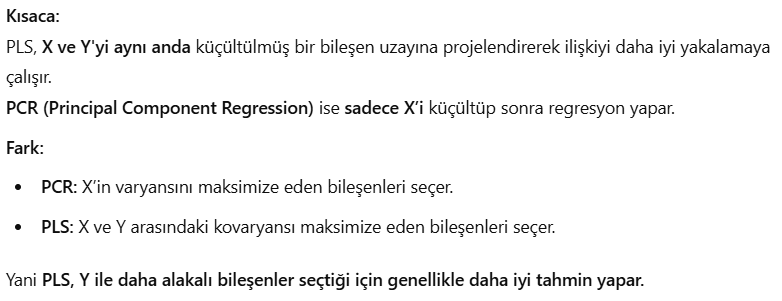 Kısaca:
PLS, X ve Y'yi aynı anda küçültülmüş bir bileşen uzayına projelendirerek ilişkiyi daha iyi yakalamaya
çalışır.
PCR (Principal Component Regression) ise sadece X’i küçültüp sonra regresyon yapar.
Fark:
• PCR: X’in varyansını maksimize eden bileşenleri seçer.
• PLS: X ve Y arasındaki kovaryansı maksimize eden bileşenleri seçer.
Yani PLS, Y ile daha alakalı bileşenler seçtiği için genellikle daha iyi tahmin yapar.